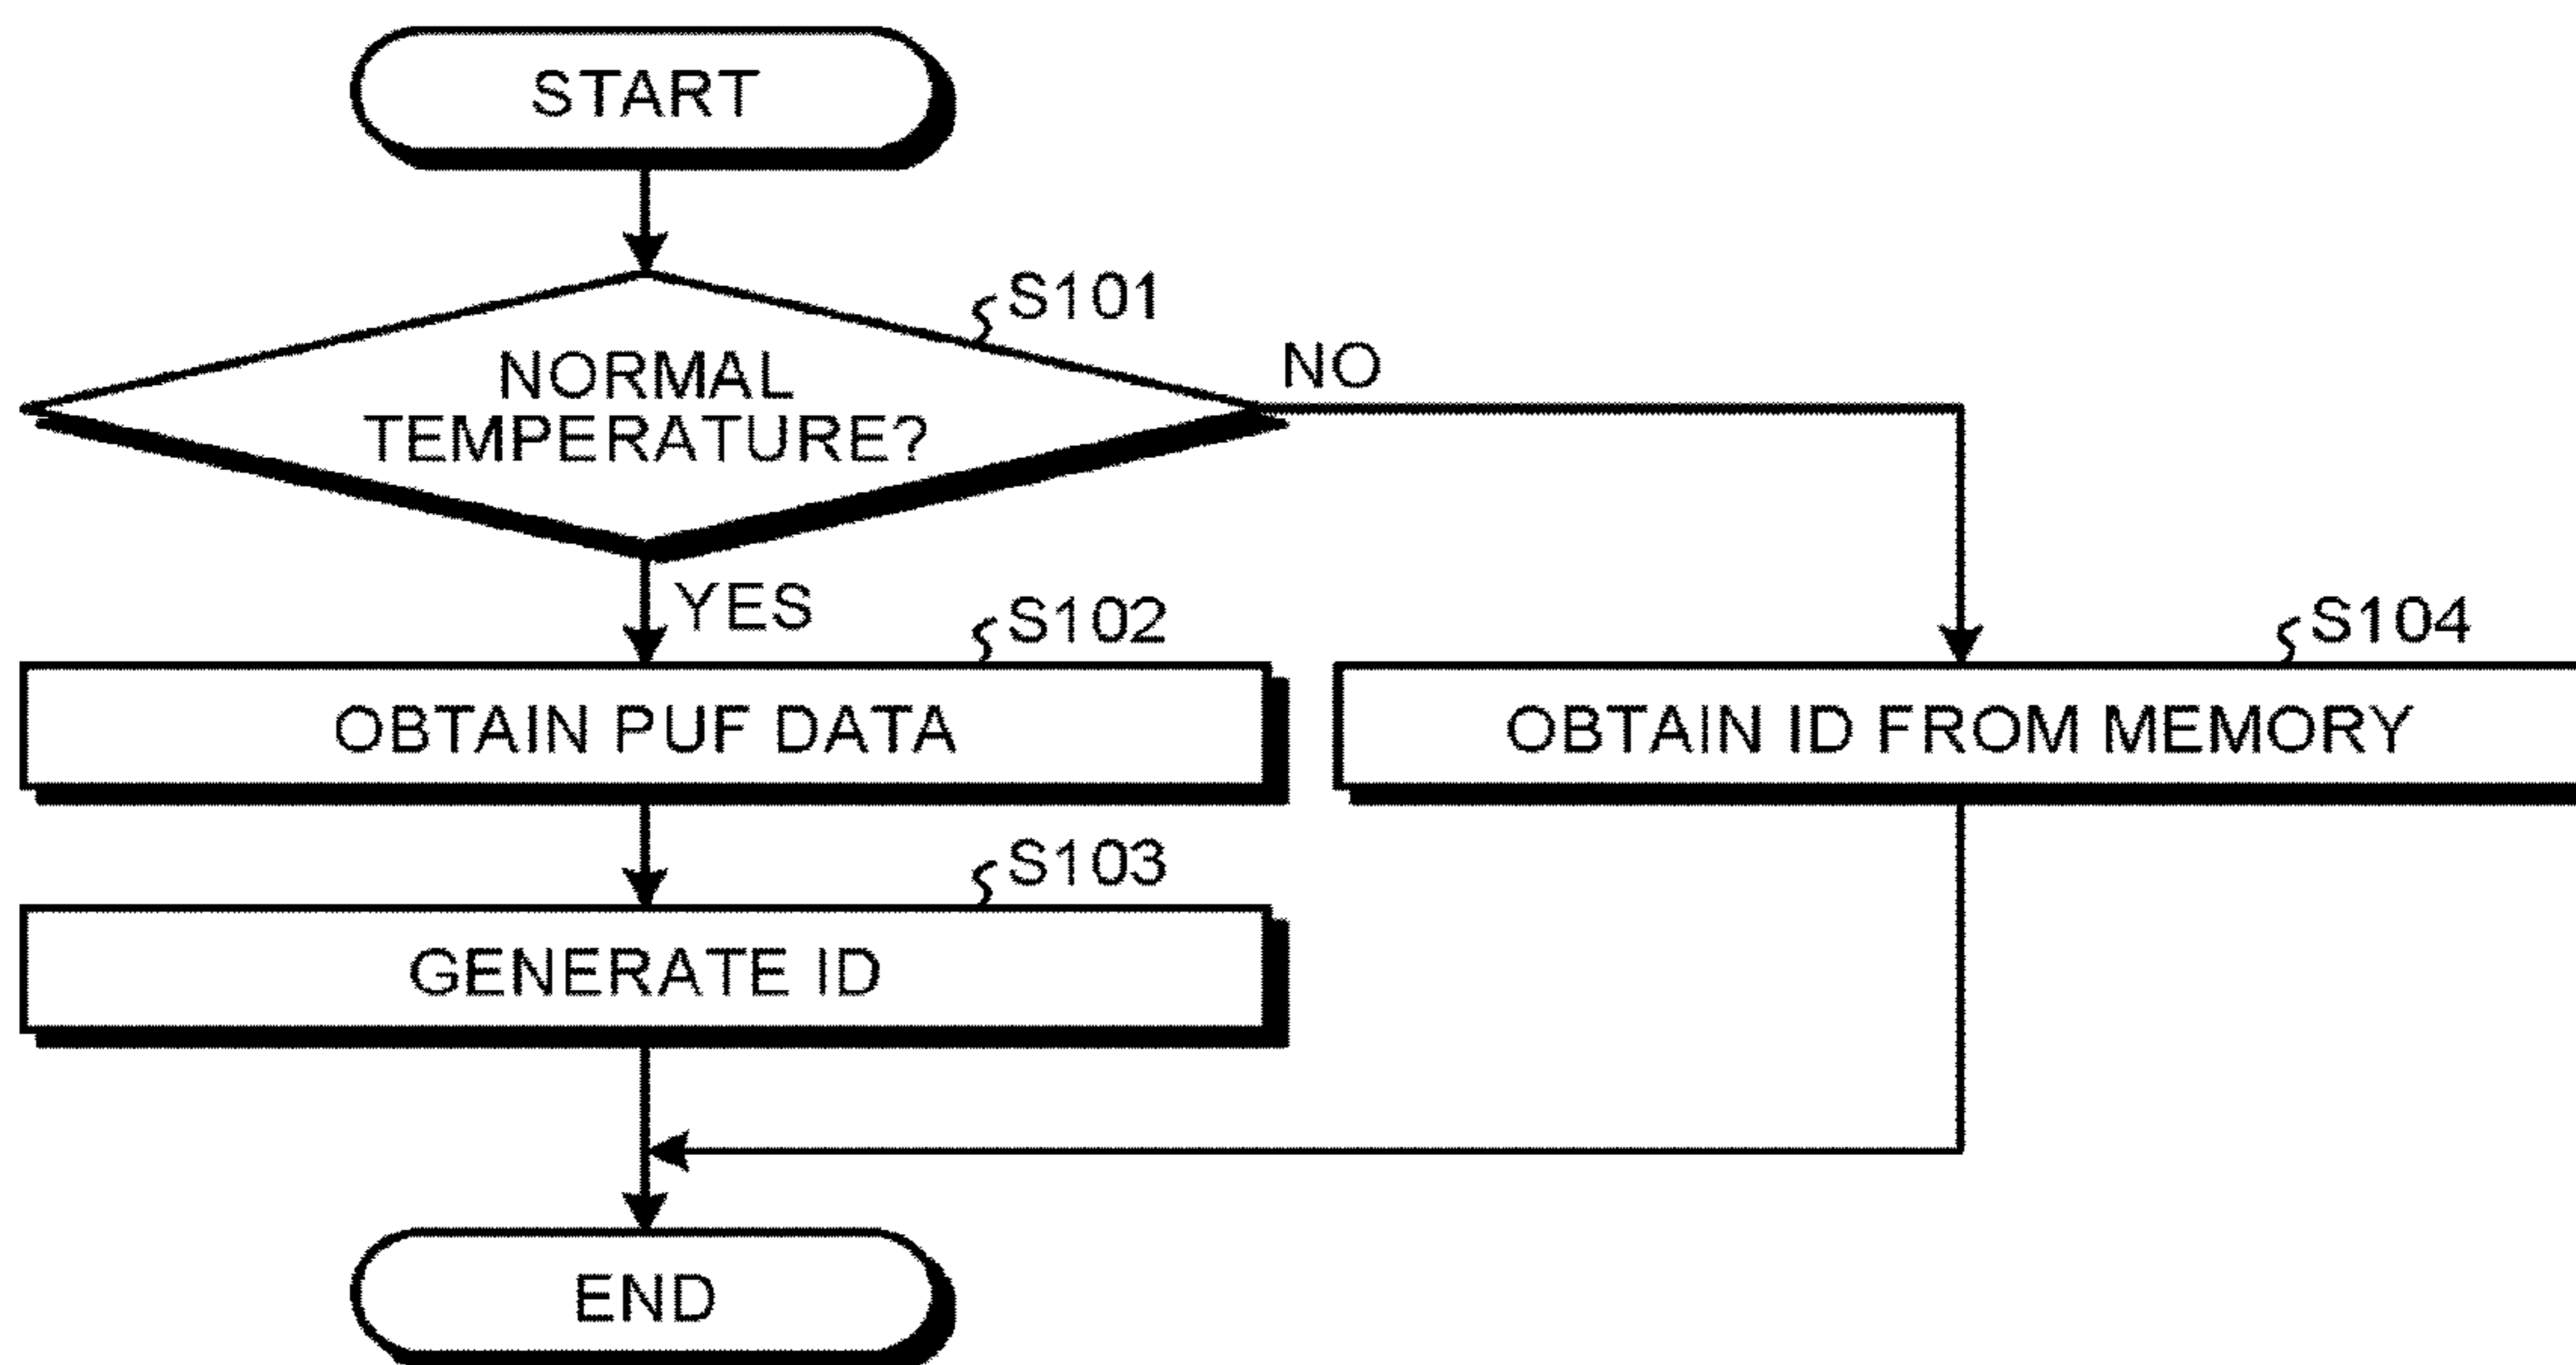 START
S101
NORMAL
TEMPERATURE?
NO
YES
S102
OBTAIN PUF DATA
S104
OBTAIN ID FROM MEMORY
S103
GENERATE ID
END